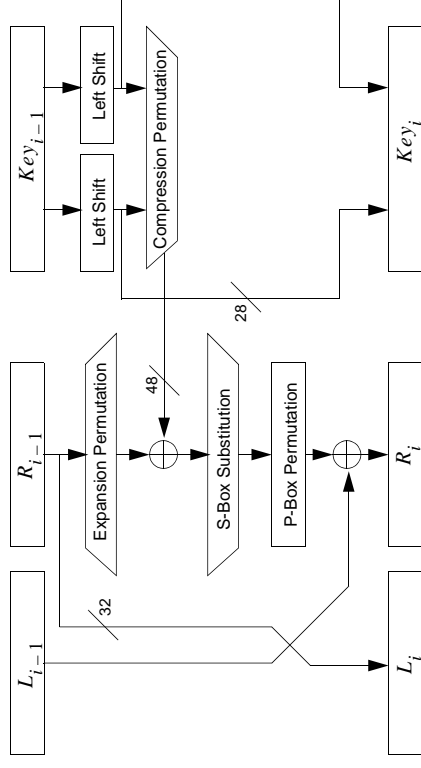 L_{i-1}
R_{i-1}
Key_{i-1}
Left Shift
Left Shift
32
Expansion Permutation
48
Compression Permutation
S-Box Substitution
28
P-Box Permutation
L_i
R_i
Key_i